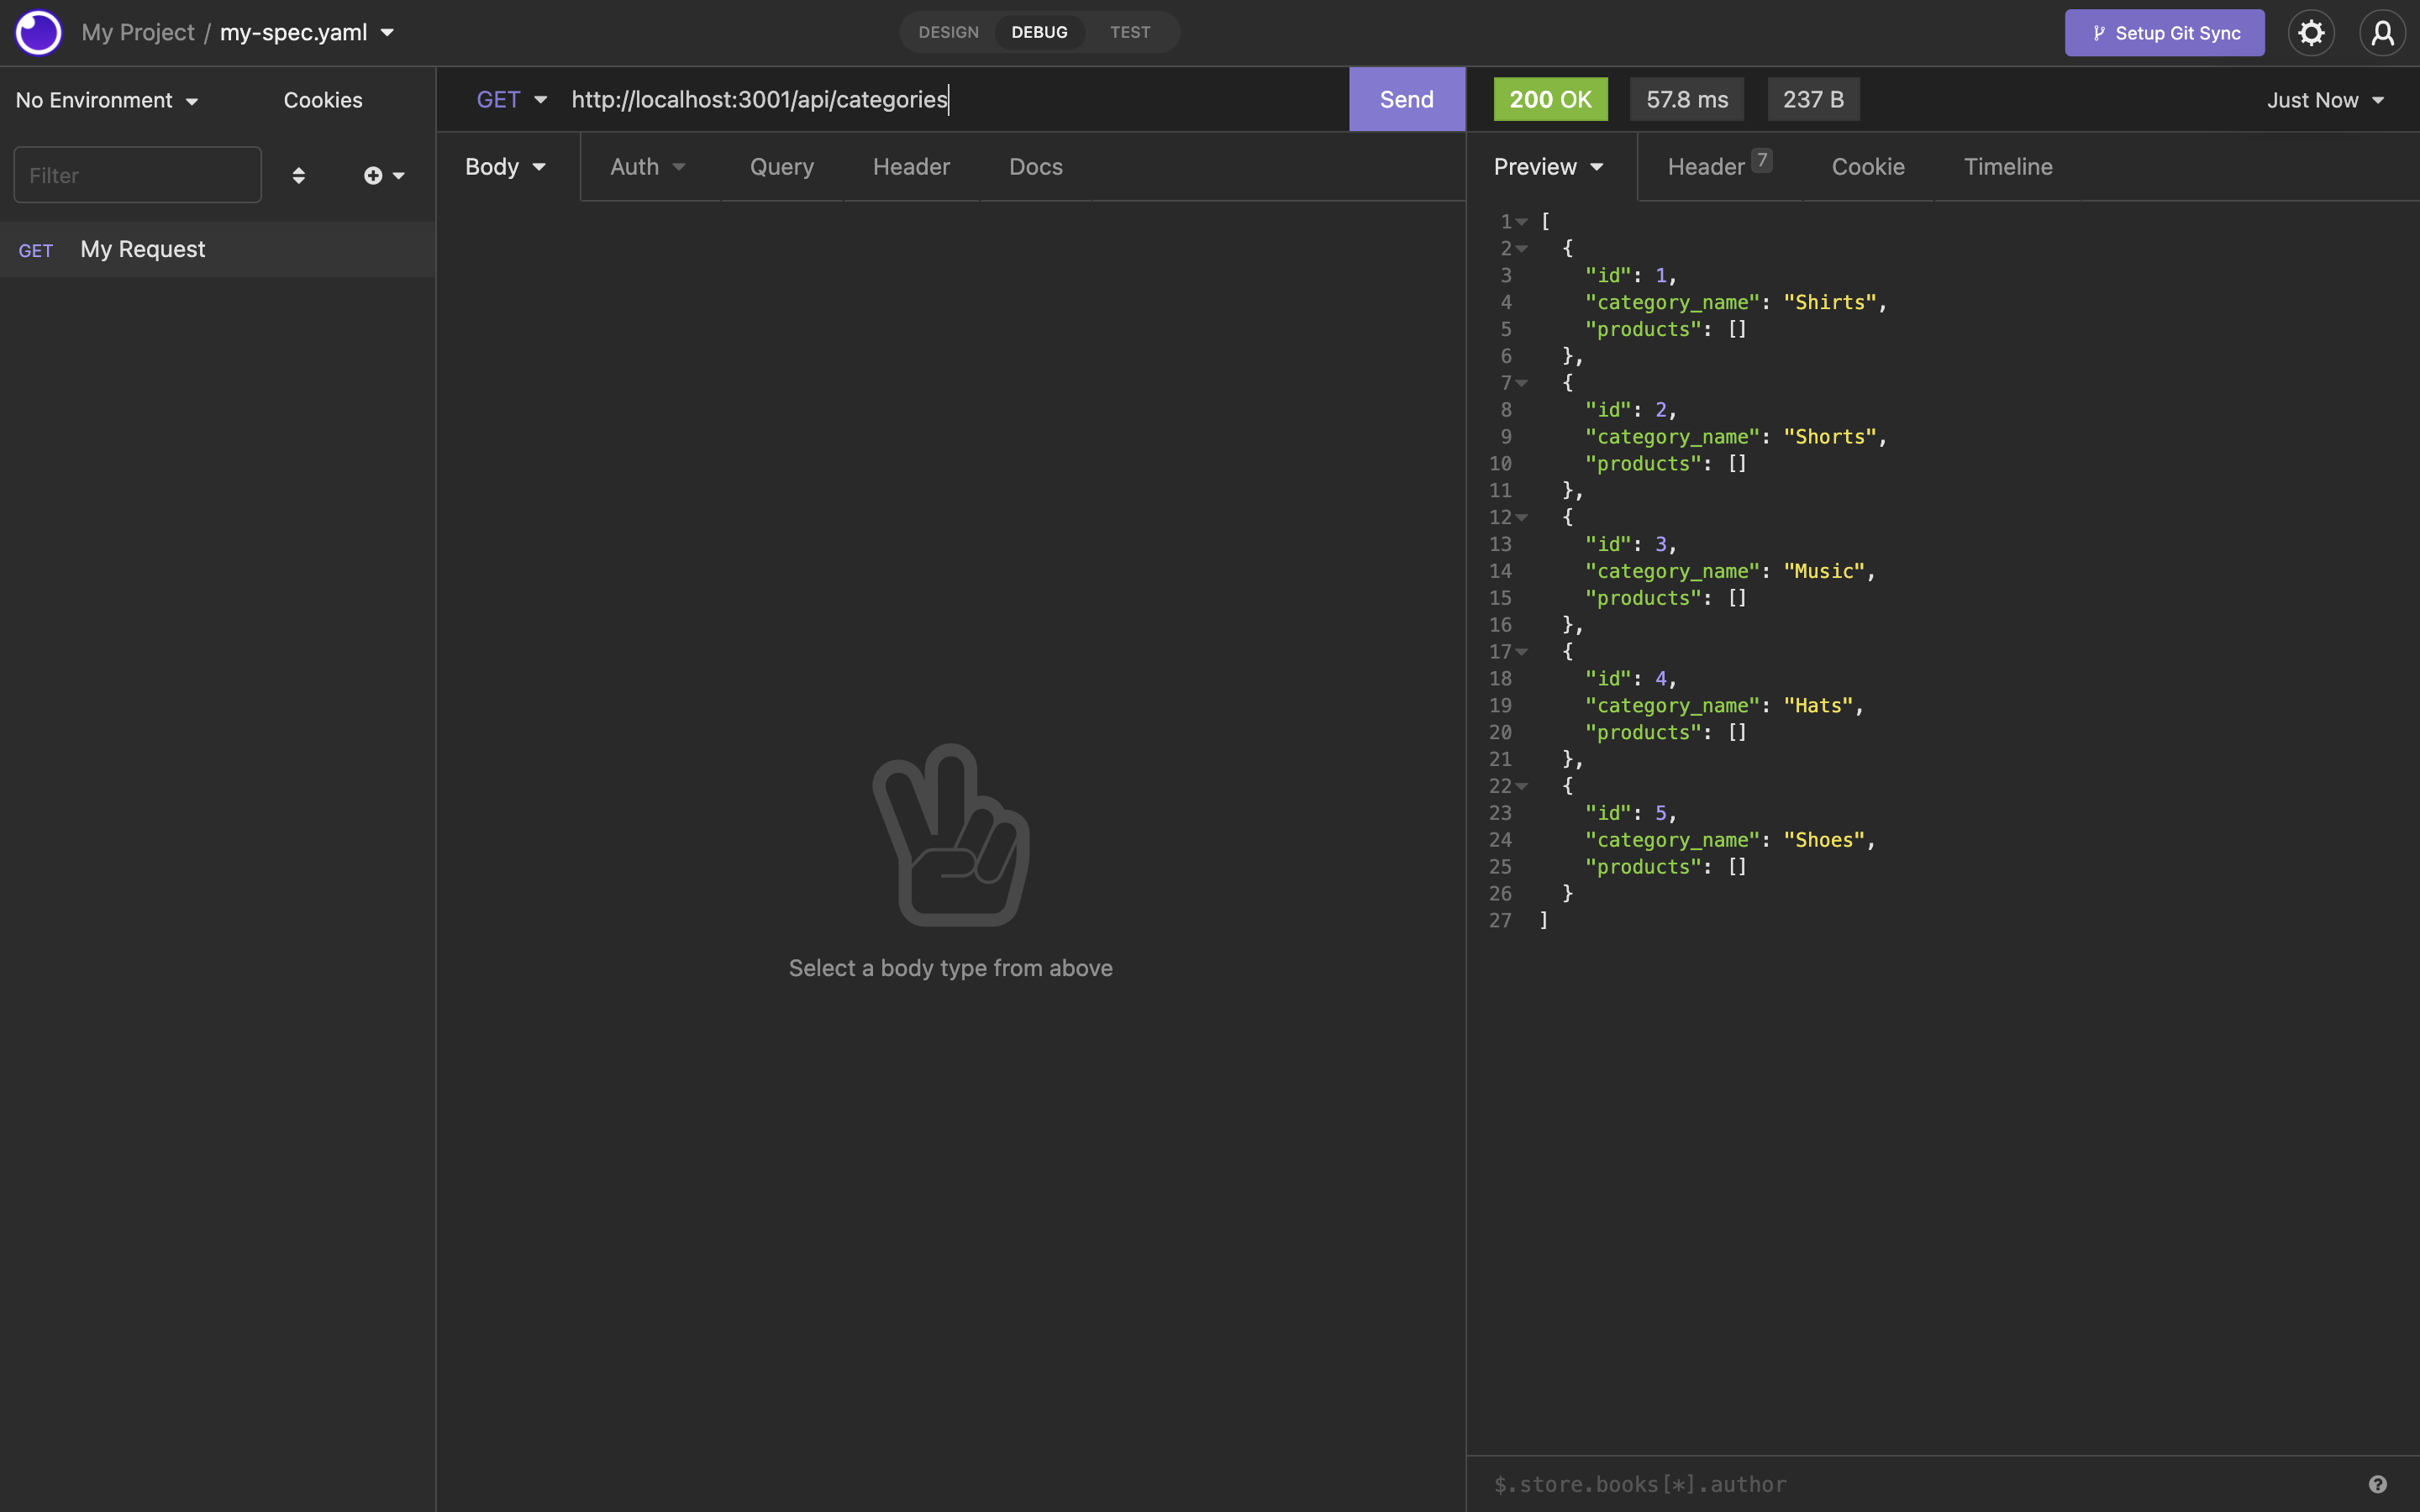 My Project / my-spec.yaml
DESIGN DEBUG TEST
Setup Git Sync
No Environment Cookies
Filter
GET My Request
GET http://localhost:3001/api/categories Send
Body Auth Query Header Docs
Select a body type from above
200 OK 57.8 ms 237 B Just Now
Preview Header 7 Cookie Timeline
1 [
2 {
3 "id": 1,
4 "category_name": "Shirts",
5 "products": []
6 },
7 {
8 "id": 2,
9 "category_name": "Shorts",
10 "products": []
11 },
12 {
13 "id": 3,
14 "category_name": "Music",
15 "products": []
16 },
17 {
18 "id": 4,
19 "category_name": "Hats",
20 "products": []
21 },
22 {
23 "id": 5,
24 "category_name": "Shoes",
25 "products": []
26 }
27 ]
$.store.books[*].author
?